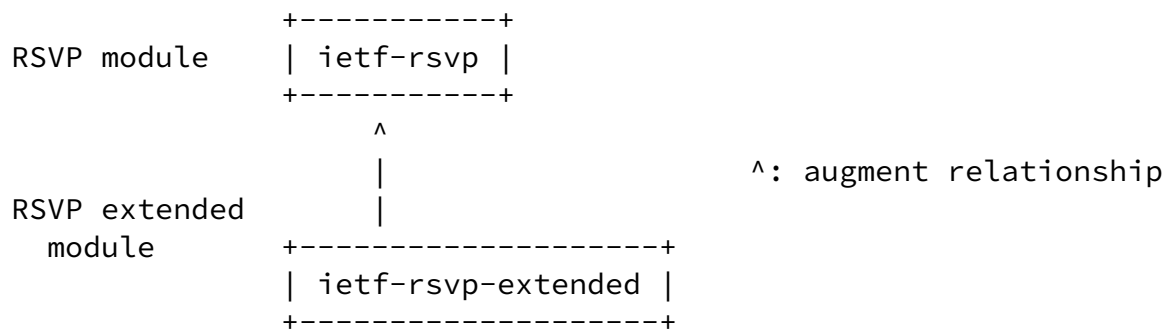 +-----------+
RSVP module    | ietf-rsvp |
              +-----------+
                    ^
                    |                    ^: augment relationship
RSVP extended       |
  module       +--------------------+
               | ietf-rsvp-extended |
               +--------------------+